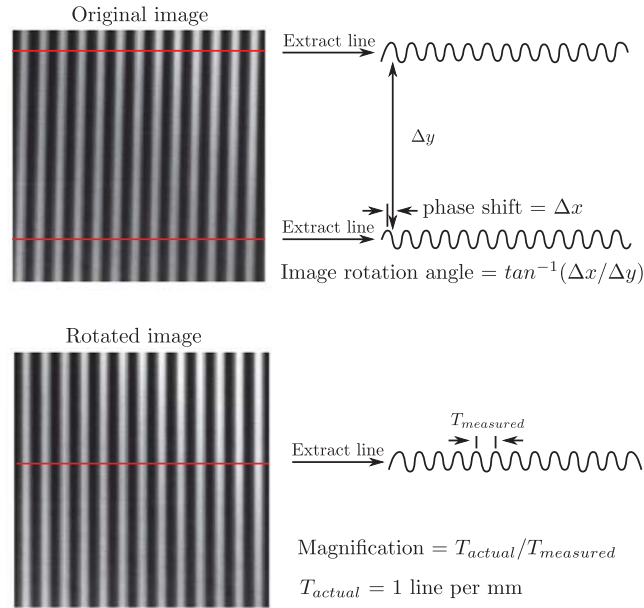 Original image
Extract line
Δy
phase shift = Δx
Extract line
Image rotation angle = tan⁻¹(Δx/Δy)
Rotated image
T_measured
Extract line
Magnification = T_actual/T_measured
T_actual = 1 line per mm